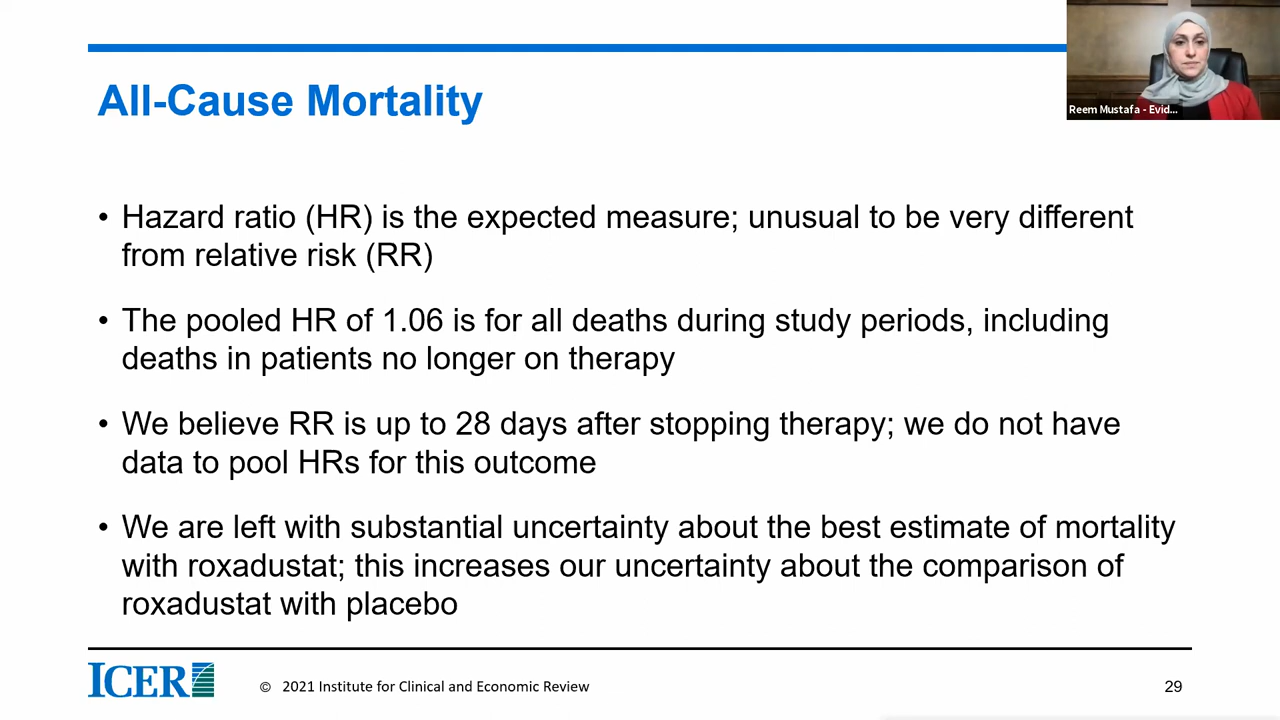 All-Cause Mortality
Reem Mustafa - Evid...
• Hazard ratio (HR) is the expected measure; unusual to be very different
from relative risk (RR)
• The pooled HR of 1.06 is for all deaths during study periods, including
deaths in patients no longer on therapy
• We believe RR is up to 28 days after stopping therapy; we do not have
data to pool HRs for this outcome
• We are left with substantial uncertainty about the best estimate of mortality
with roxadustat; this increases our uncertainty about the comparison of
roxadustat with placebo
ICER
© 2021 Institute for Clinical and Economic Review
29